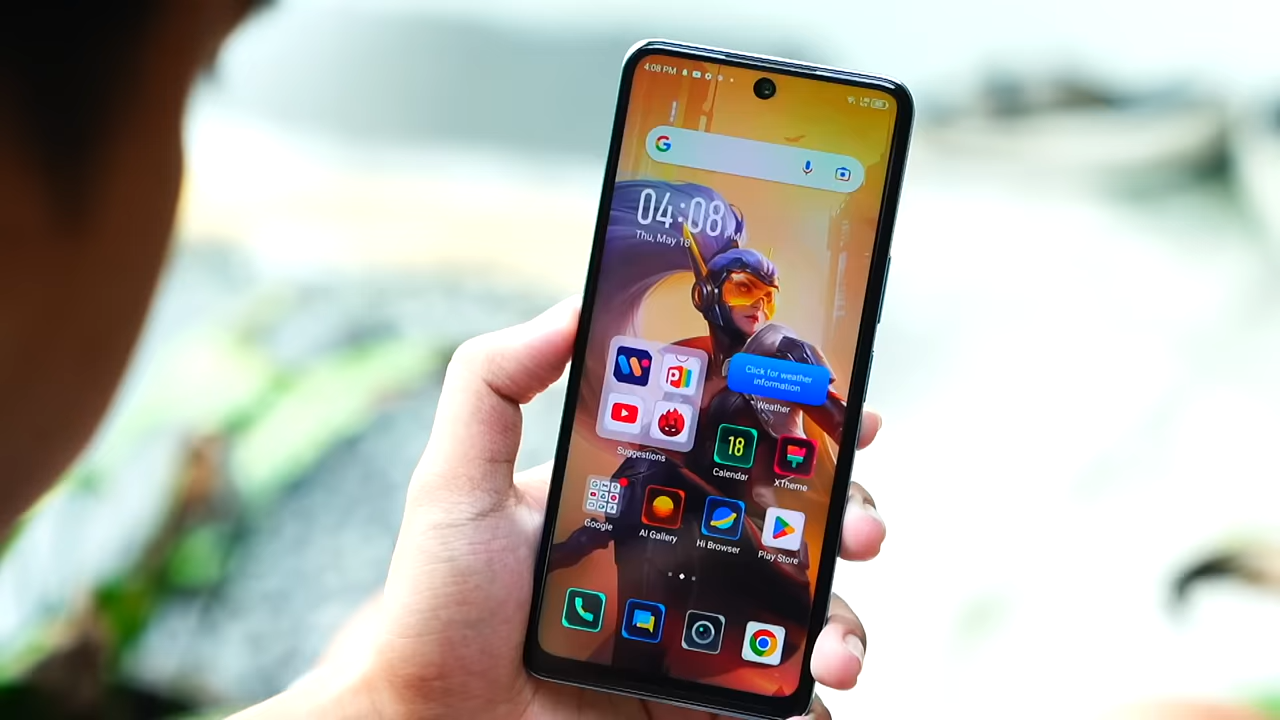 4:08 PM
04:08 PM
Thu, May 18
Click for weather
information
Weather
Suggestions
18
Calendar
XTheme
Google
AI Gallery
Hi Browser
Play Store